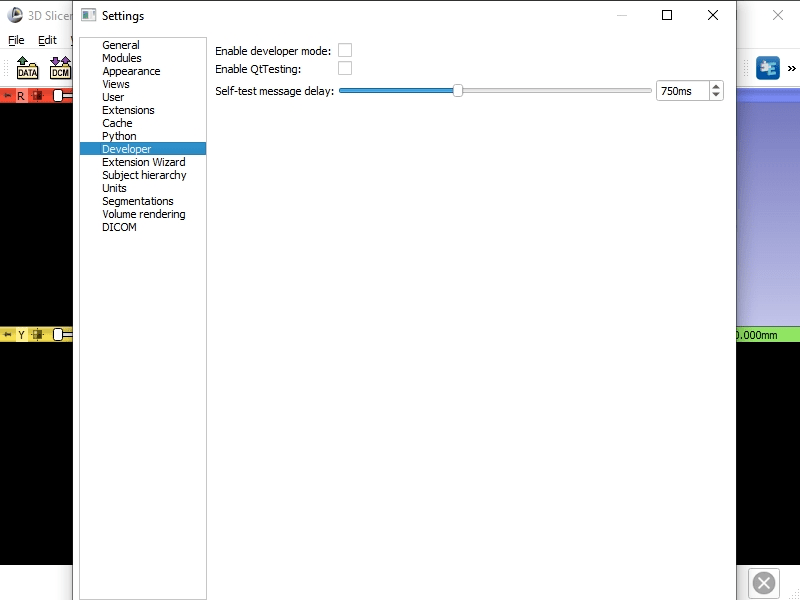 3D Slicer
Settings
File Edit
General
Modules
Appearance
Views
User
Extensions
Cache
Python
Developer
Extension Wizard
Subject hierarchy
Units
Segmentations
Volume rendering
DICOM
Enable developer mode:
Enable QtTesting:
Self-test message delay: 750ms
DATA DCM
»
R
Y
0.000mm